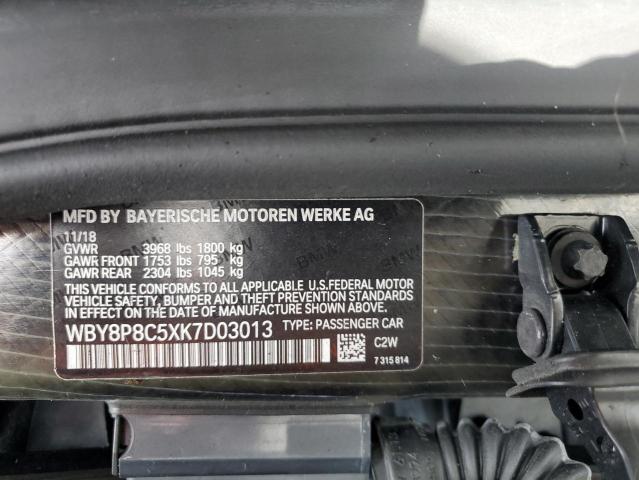 MFD BY BAYERISCHE MOTOREN WERKE AG
11/18
GVWR 3968 lbs 1800 kg
GAWR FRONT 1753 lbs 795 kg
GAWR REAR 2304 lbs 1045 kg
THIS VEHICLE CONFORMS TO ALL APPLICABLE U.S.FEDERAL MOTOR
VEHICLE SAFETY, BUMPER AND THEFT PREVENTION STANDARDS
IN EFFECT ON THE DATE OF MANUFACTURE SHOWN ABOVE.
WBY8P8C5XK7D03013 TYPE: PASSENGER CAR
C2W
7 315 814